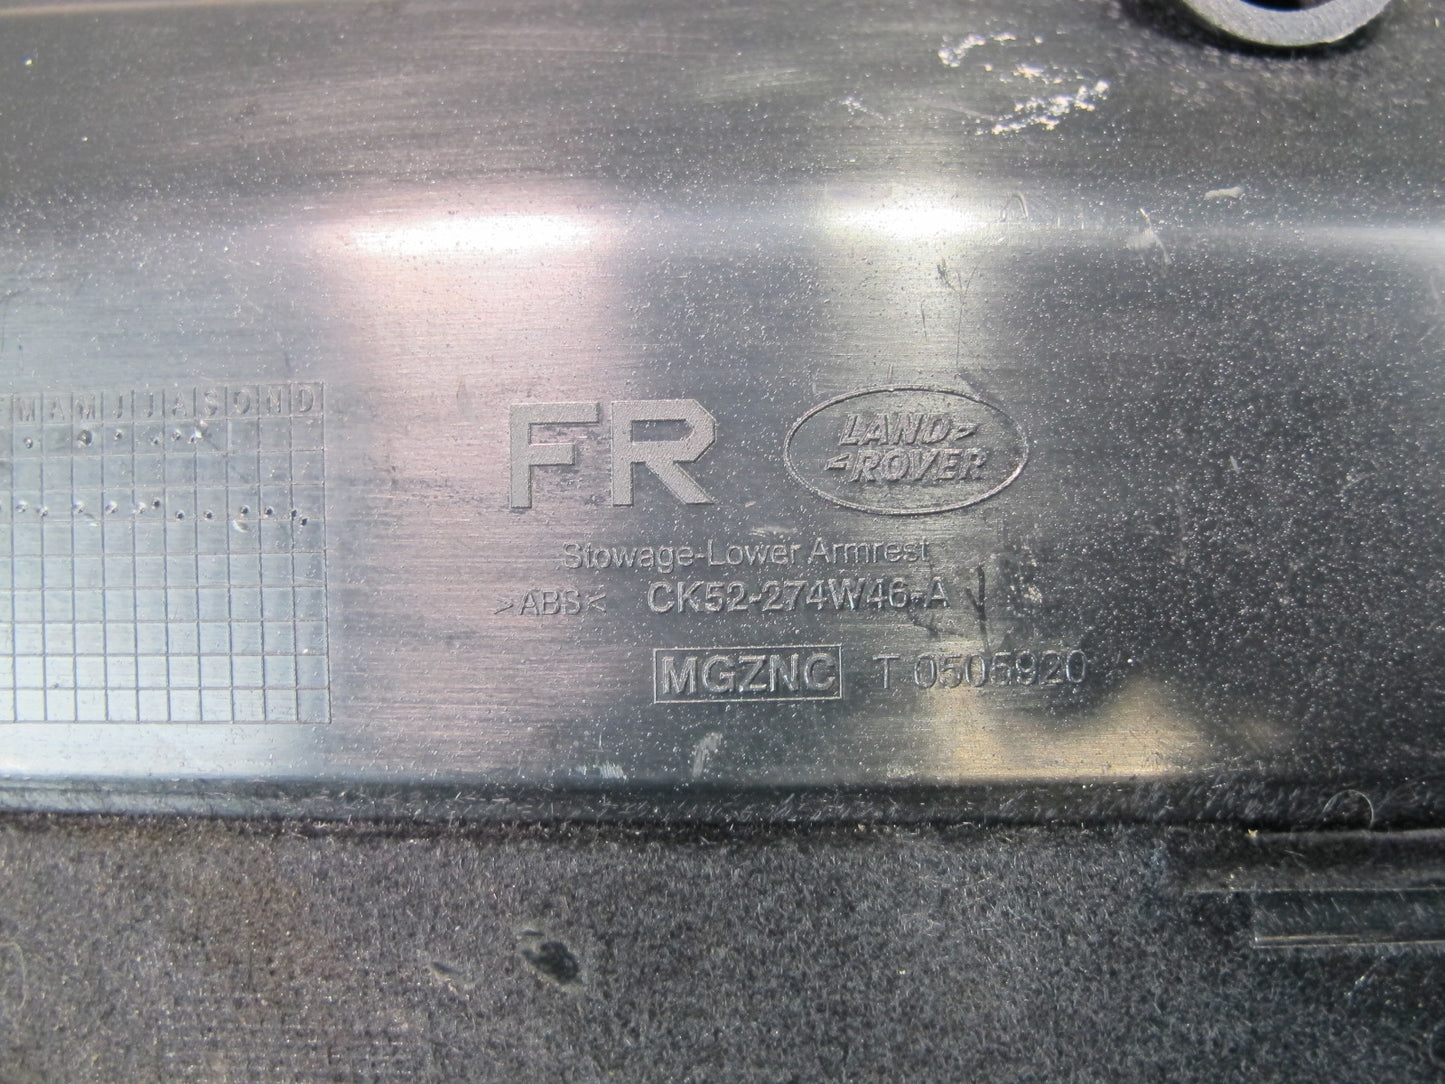 M A M J J A S O N D
FR
LAND
ROVER
Stowage-Lower Armrest
>ABS< CK52-274W46-A
MGZNC T 0505920